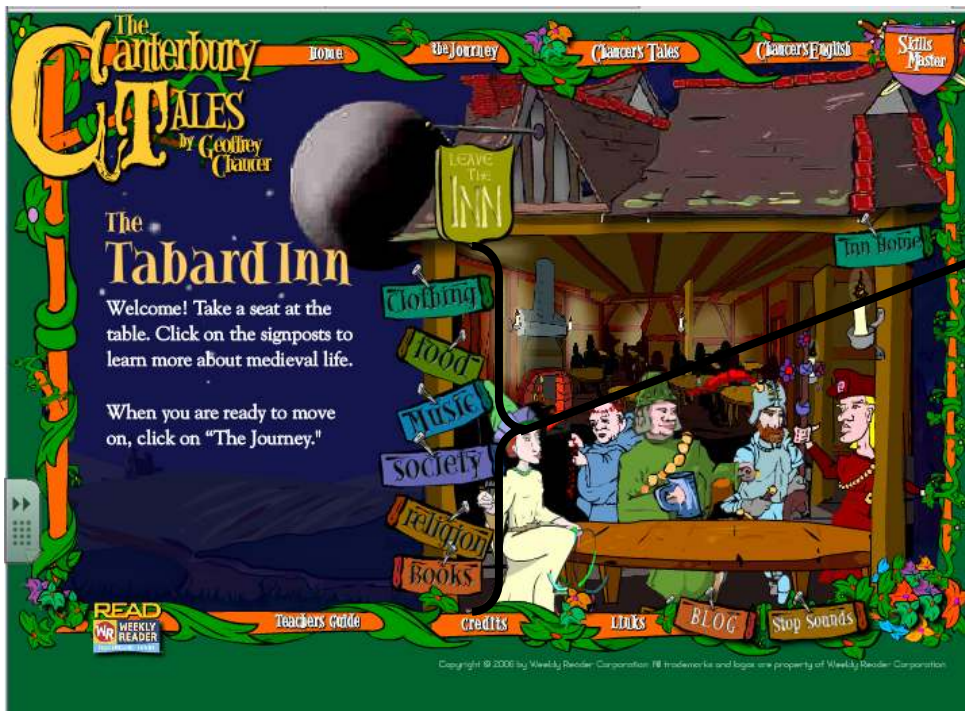 The
Canterbury
Tales
by Geoffrey
Chaucer
Home
the Journey
Chaucer's Tales
Chaucer's English
Skills
Master
LEAVE
THE
INN
Inn Home
The
Tabard Inn
Welcome! Take a seat at the
table. Click on the signposts to
learn more about medieval life.
When you are ready to move
on, click on “The Journey."
Clothing
food
Music
society
religion
Books
READ
WR WEEKLY
READER
Teachers Guide
Credits
Links
BLOG
Stop Sounds
Copyright © 2006 by Weekly Reader Corporation. All trademarks and logos are property of Weekly Reader Corporation